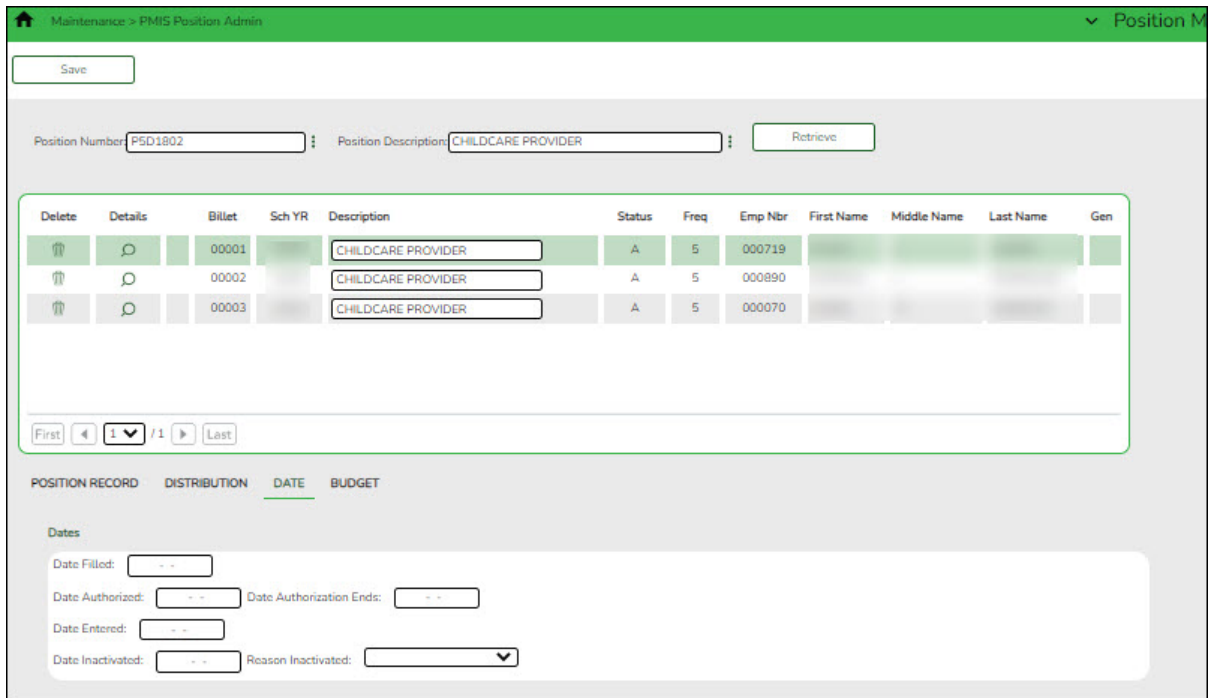 Maintenance > PMIS Position Admin Position M
Save
Position Number: P5D1802 Position Description: CHILDCARE PROVIDER Retrieve
Delete Details Billet Sch YR Description Status Freq Emp Nbr First Name Middle Name Last Name Gen
00001 CHILDCARE PROVIDER A 5 000719
00002 CHILDCARE PROVIDER A 5 000890
00003 CHILDCARE PROVIDER A 5 000070
First 1 / 1 Last
POSITION RECORD DISTRIBUTION DATE BUDGET
Dates
Date Filled: - -
Date Authorized: - - Date Authorization Ends: - -
Date Entered: - -
Date Inactivated: - - Reason Inactivated: